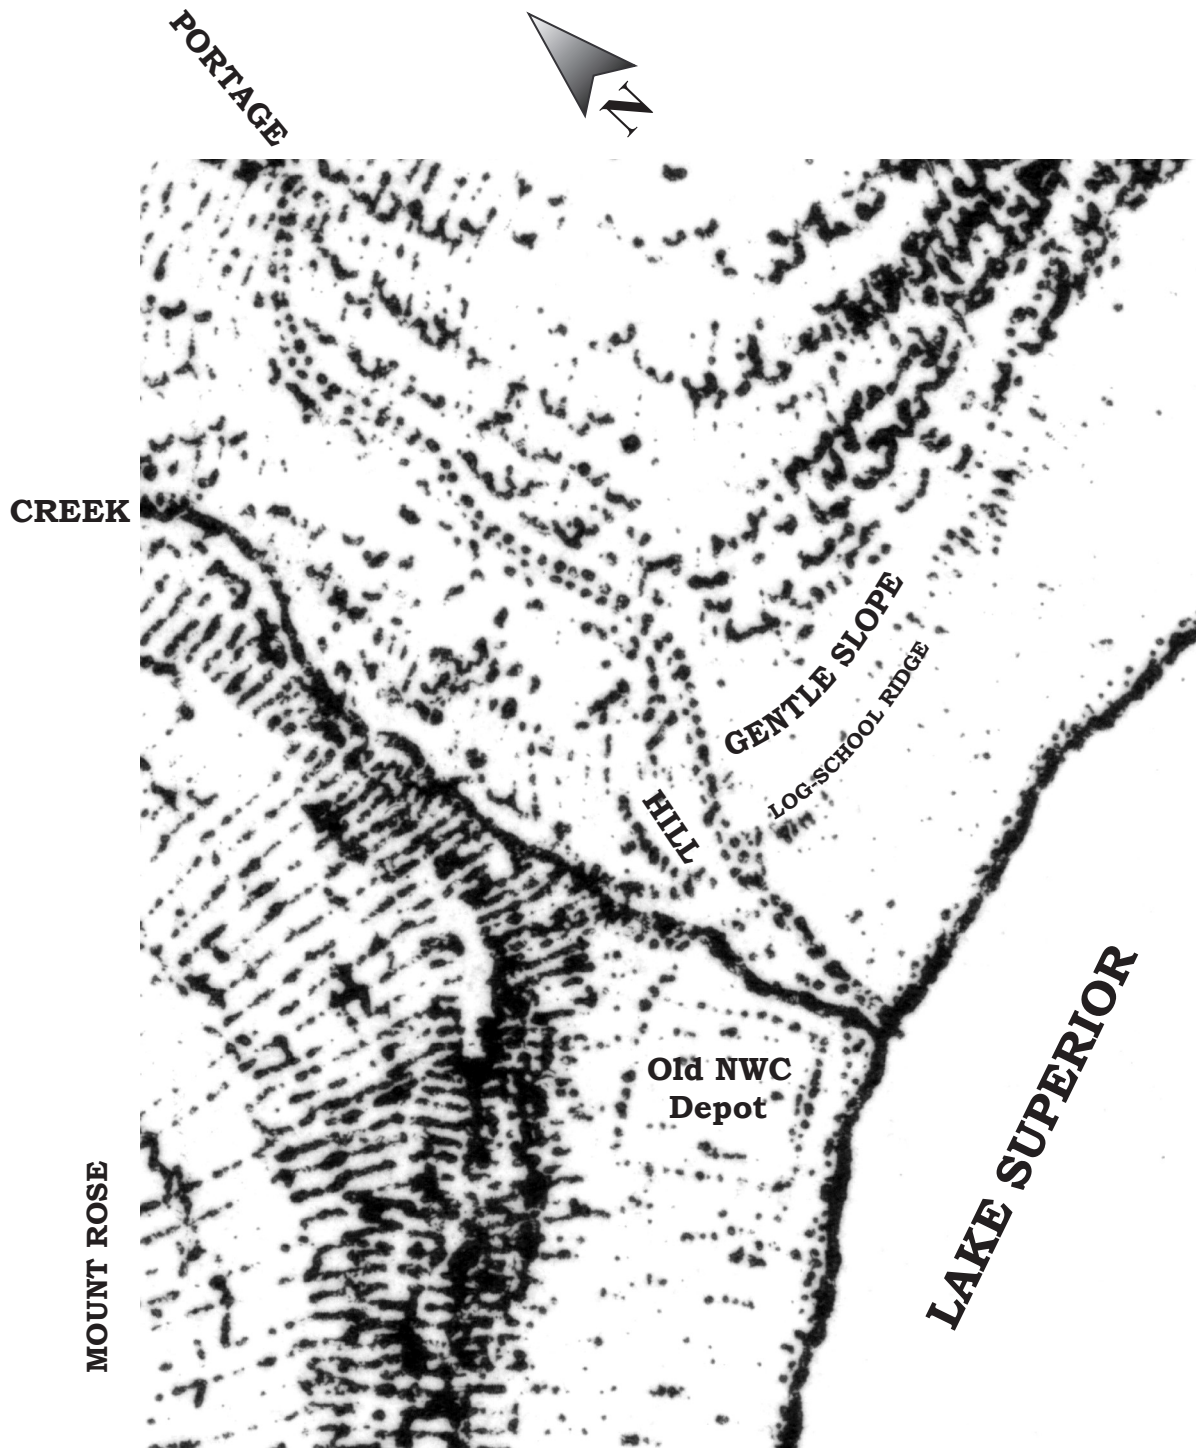 PORTAGE
N
CREEK
GENTLE SLOPE
LOG-SCHOOL RIDGE
HILL
Old NWC
Depot
LAKE SUPERIOR
MOUNT ROSE